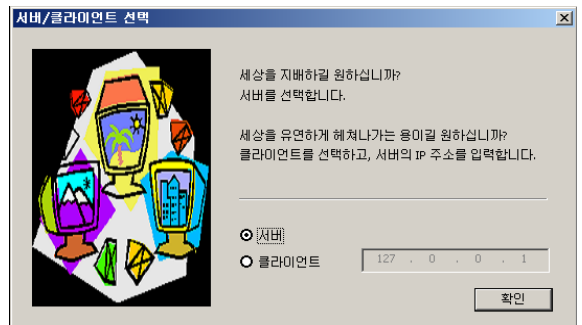 서버/클라이언트 선택
세상을 지배하길 원하십니까?
서버를 선택합니다.
세상을 유연하게 헤쳐나가는 용이길 원하십니까?
클라이언트를 선택하고, 서버의 IP 주소를 입력합니다.
서버
클라이언트 127 . 0 . 0 . 1
확인